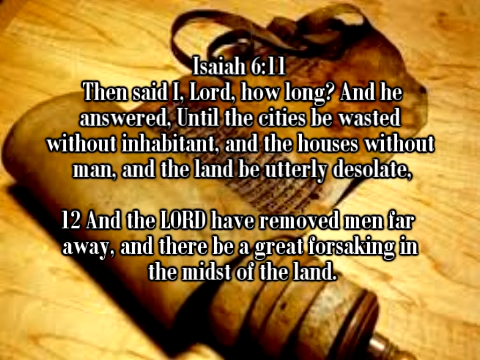 Isaiah 6:11
Then said I, Lord, how long? And he
answered, Until the cities be wasted
without inhabitant, and the houses without
man, and the land be utterly desolate,
12 And the LORD have removed men far
away, and there be a great forsaking in
the midst of the land.